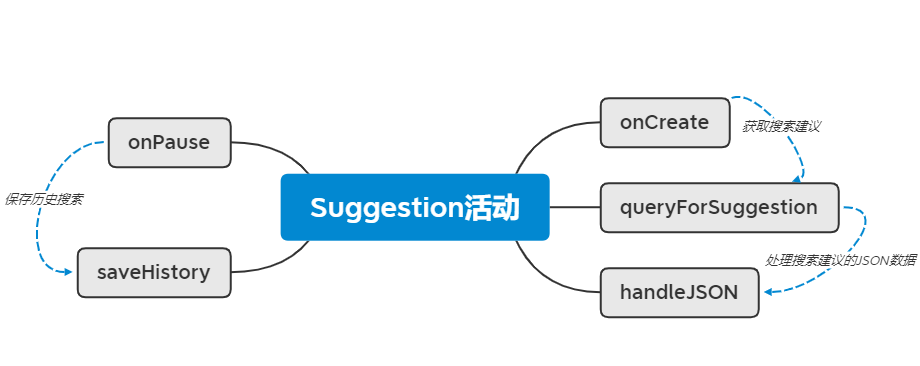 onPause
保存历史搜索
saveHistory
Suggestion活动
onCreate
获取搜索建议
queryForSuggestion
处理搜索建议的JSON数据
handleJSON